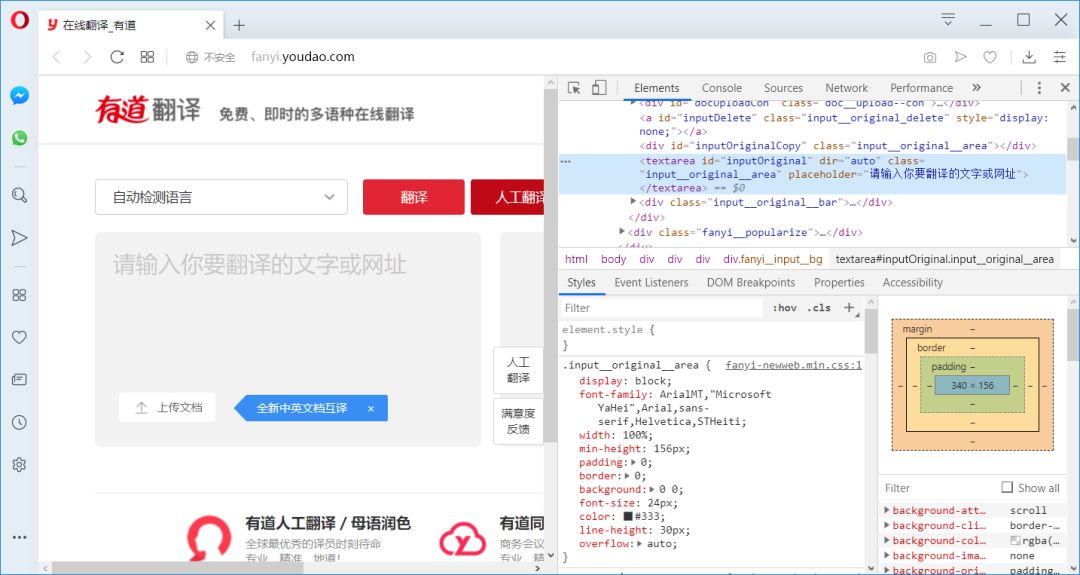 在线翻译_有道
不安全
fanyi.youdao.com
有道翻译 免费、即时的多语种在线翻译
自动检测语言
翻译
人工翻译
请输入你要翻译的文字或网址
人工
翻译
上传文档
全新中英文档互译 ×
满意度
反馈
有道人工翻译 / 母语润色
全球最优秀的译员时刻待命
专业、精准、地道！
有道同
商务会议
Elements Console Sources Network Performance »
<div id="docUploadCon" class="doc__upload--con">…</div>
<a id="inputDelete" class="input__original_delete" style="display:
none;"></a>
<div id="inputOriginalCopy" class="input__original__area"></div>
<textarea id="inputOriginal" dir="auto" class=
"input__original__area" placeholder="请输入你要翻译的文字或网址">
</textarea> == $0
<div class="input__original__bar">…</div>
</div>
<div class="fanyi__popularize">…</div>
</div>
html body div div div div.fanyi__input__bg textarea#inputOriginal.input__original__area
Styles Event Listeners DOM Breakpoints Properties Accessibility
Filter :hov .cls +
element.style {
}
.input__original__area { fanyi-newweb.min.css:1
display: block;
font-family: ArialMT,"Microsoft
YaHei",Arial,sans-
serif,Helvetica,STHeiti;
width: 100%;
min-height: 156px;
padding: 0;
border: 0;
background: 0 0;
font-size: 24px;
color: #333;
line-height: 30px;
overflow: auto;
}
margin -
border -
padding -
- - - 340 × 156 - - -
-
-
-
Filter Show all
background-att… scroll
background-cli… border-…
background-col… rgba(…
background-ima… none
background-ori… padding…